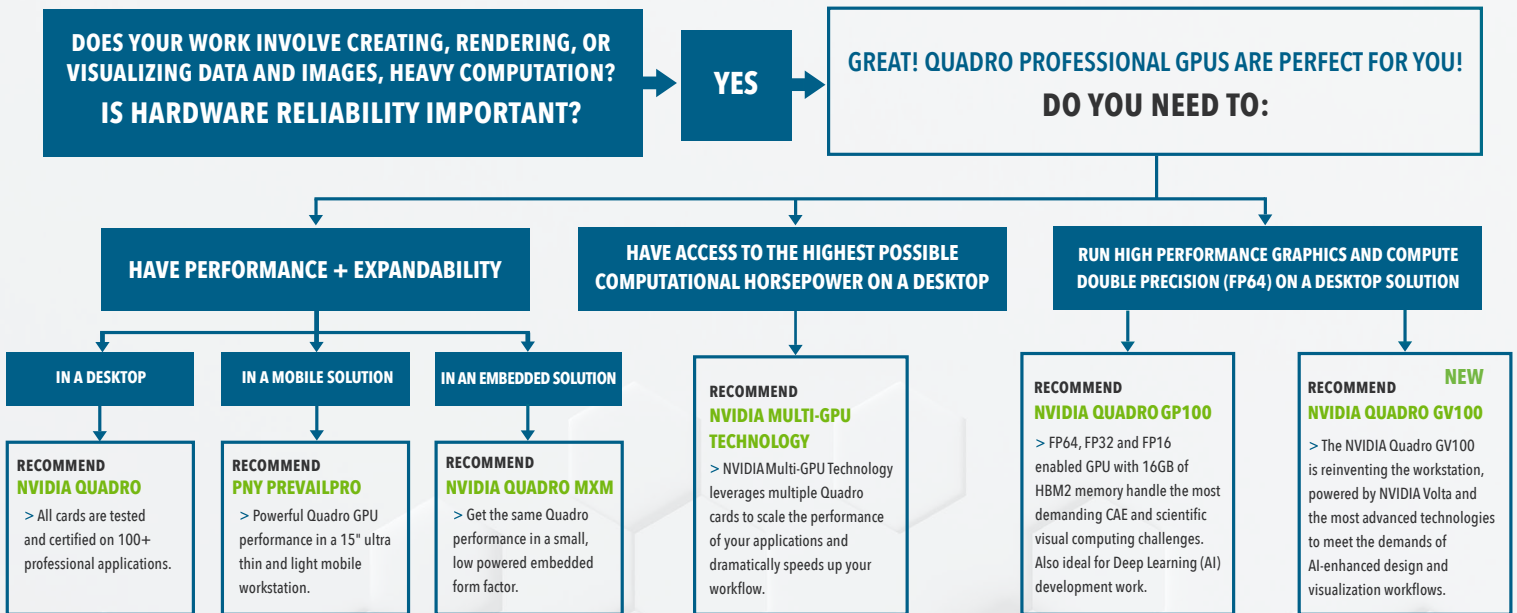 DOES YOUR WORK INVOLVE CREATING, RENDERING, OR
VISUALIZING DATA AND IMAGES, HEAVY COMPUTATION?
IS HARDWARE RELIABILITY IMPORTANT?
YES
GREAT! QUADRO PROFESSIONAL GPUS ARE PERFECT FOR YOU!
DO YOU NEED TO:
HAVE PERFORMANCE + EXPANDABILITY
HAVE ACCESS TO THE HIGHEST POSSIBLE
COMPUTATIONAL HORSEPOWER ON A DESKTOP
RUN HIGH PERFORMANCE GRAPHICS AND COMPUTE
DOUBLE PRECISION (FP64) ON A DESKTOP SOLUTION
IN A DESKTOP
IN A MOBILE SOLUTION
IN AN EMBEDDED SOLUTION
RECOMMEND
NVIDIA QUADRO
> All cards are tested
and certified on 100+
professional applications.
RECOMMEND
PNY PREVAILPRO
> Powerful Quadro GPU
performance in a 15" ultra
thin and light mobile
workstation.
RECOMMEND
NVIDIA QUADRO MXM
> Get the same Quadro
performance in a small,
low powered embedded
form factor.
RECOMMEND
NVIDIA MULTI-GPU
TECHNOLOGY
> NVIDIA Multi-GPU Technology
leverages multiple Quadro
cards to scale the performance
of your applications and
dramatically speeds up your
workflow.
RECOMMEND
NVIDIA QUADRO GP100
> FP64, FP32 and FP16
enabled GPU with 16GB of
HBM2 memory handle the most
demanding CAE and scientific
visual computing challenges.
Also ideal for Deep Learning (AI)
development work.
NEW
RECOMMEND
NVIDIA QUADRO GV100
> The NVIDIA Quadro GV100
is reinventing the workstation,
powered by NVIDIA Volta and
the most advanced technologies
to meet the demands of
AI-enhanced design and
visualization workflows.